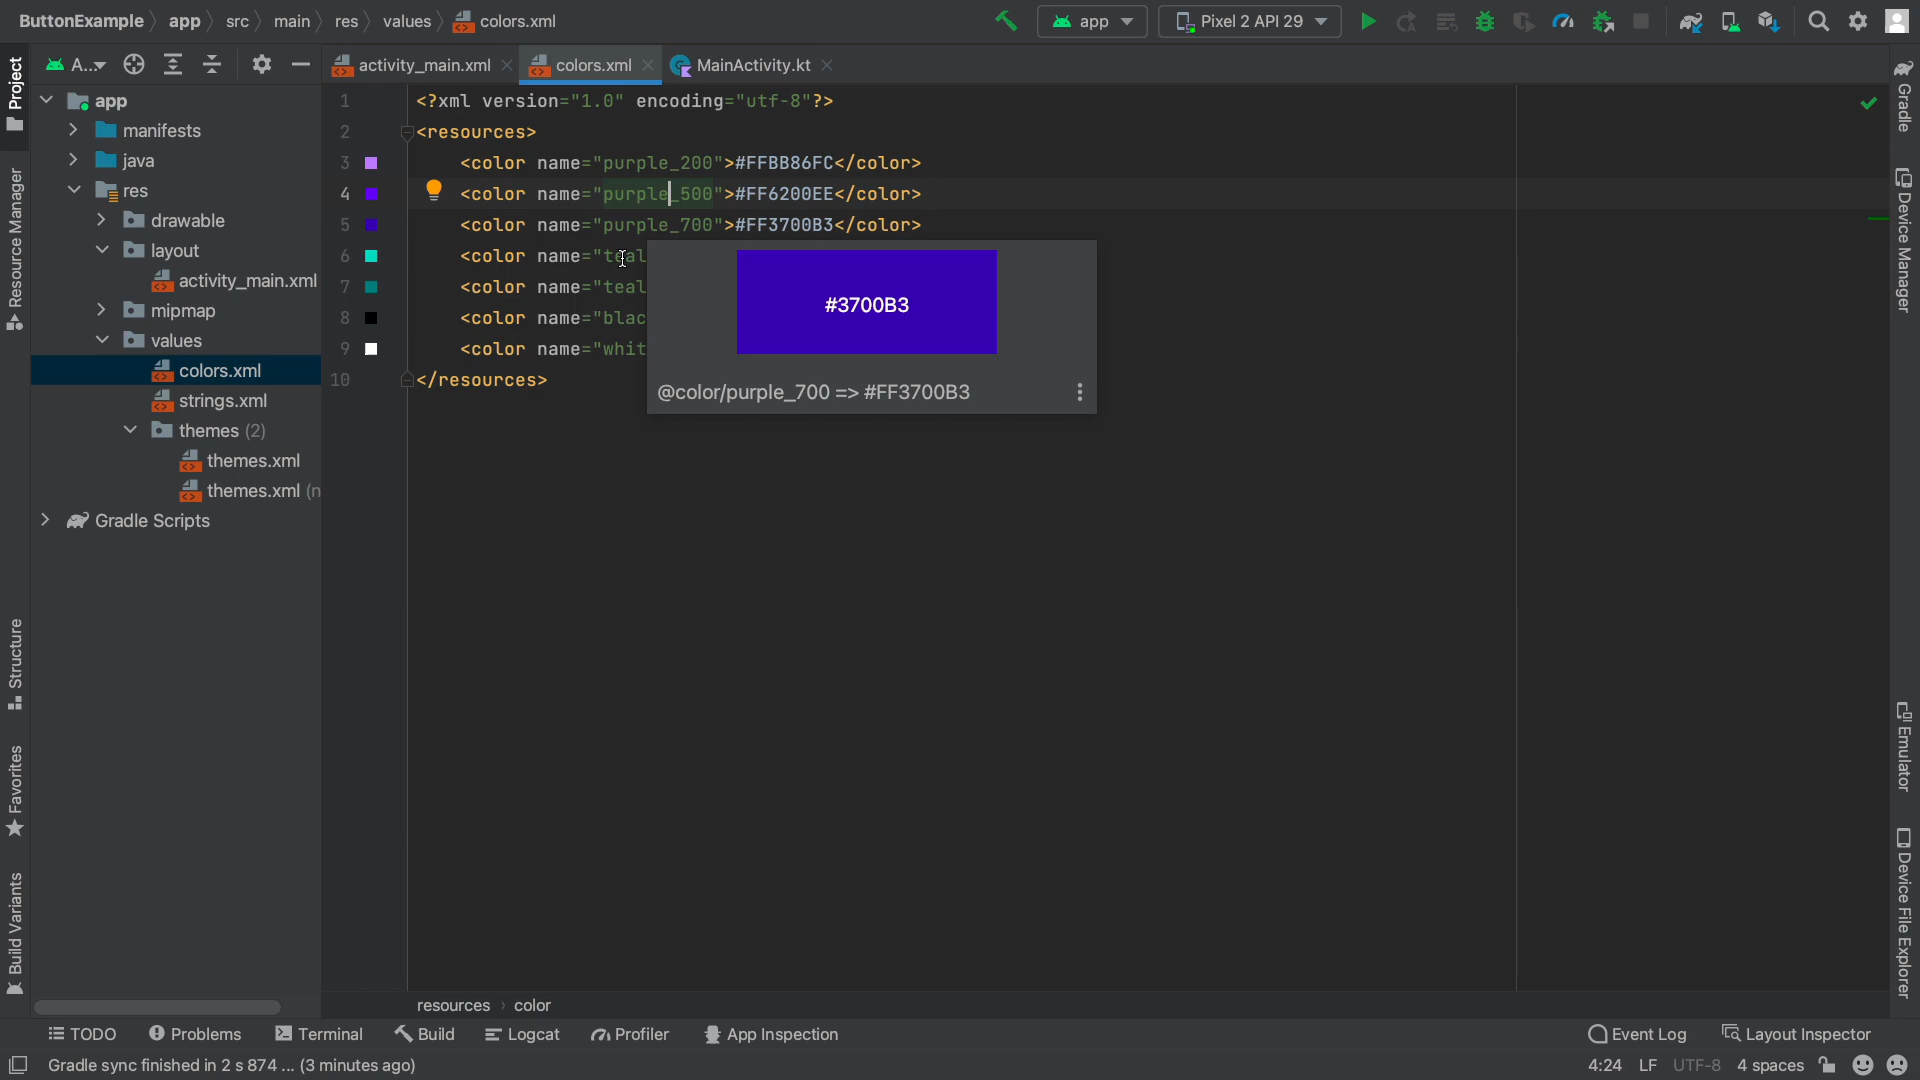 ButtonExample app src main res values colors.xml app Pixel 2 API 29
A... activity_main.xml colors.xml MainActivity.kt
Project
Resource Manager
Structure
Favorites
Build Variants
app
manifests
java
res
drawable
layout
activity_main.xml
mipmap
values
colors.xml
strings.xml
themes (2)
themes.xml
themes.xml (n
Gradle Scripts
1 <?xml version="1.0" encoding="utf-8"?>
2 <resources>
3 <color name="purple_200">#FFBB86FC</color>
4 <color name="purple_500">#FF6200EE</color>
5 <color name="purple_700">#FF3700B3</color>
6 <color name="teal
7 <color name="teal
8 <color name="blac
9 <color name="whit
10 </resources>
#3700B3
@color/purple_700 => #FF3700B3
Gradle
Device Manager
Emulator
Device File Explorer
resources color
TODO Problems Terminal Build Logcat Profiler App Inspection Event Log Layout Inspector
Gradle sync finished in 2 s 874 ... (3 minutes ago) 4:24 LF UTF-8 4 spaces